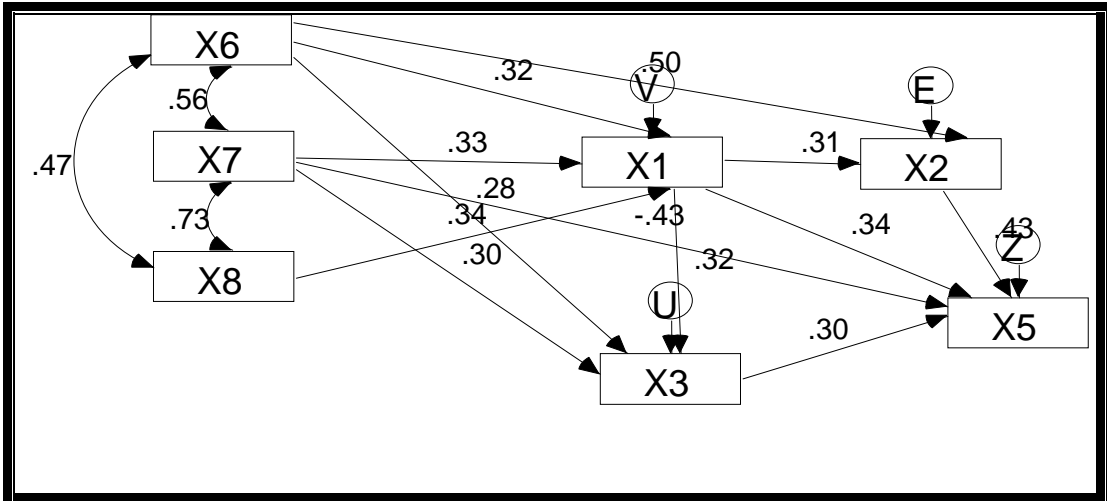 X6
.32
.50
V
E
.56
.33
X1
.31
X2
X7
.47
.28
.34
-.43
.34
.43
.73
.30
.32
Z
X8
U
X5
.30
X3